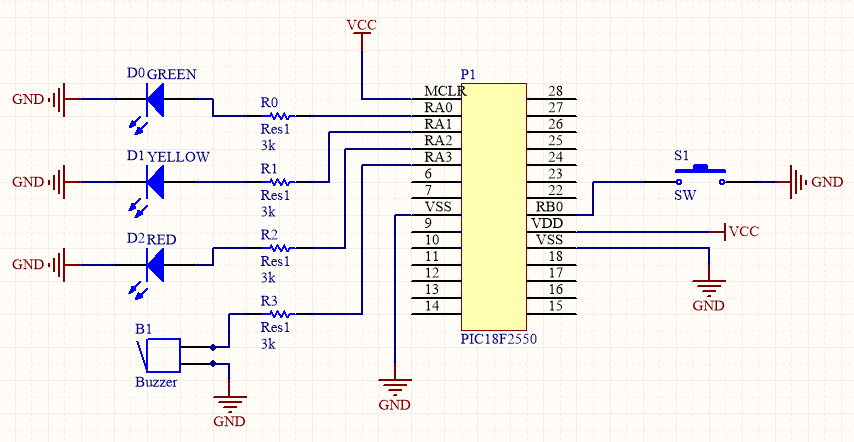 VCC
P1
D0 GREEN
GND
R0
Res1
3k
D1 YELLOW
GND
R1
Res1
3k
D2 RED
GND
R2
Res1
3k
R3
Res1
3k
B1
Buzzer
GND
GND
MCLR
RA0
RA1
RA2
RA3
6
7
VSS
9
10
11
12
13
14
28
27
26
25
24
23
22
RB0
VDD
VSS
18
17
16
15
PIC18F2550
S1
SW
GND
VCC
GND